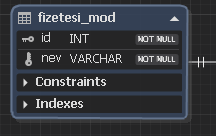 fizetesi_mod
id INT NOT NULL
nev VARCHAR NOT NULL
Constraints
Indexes